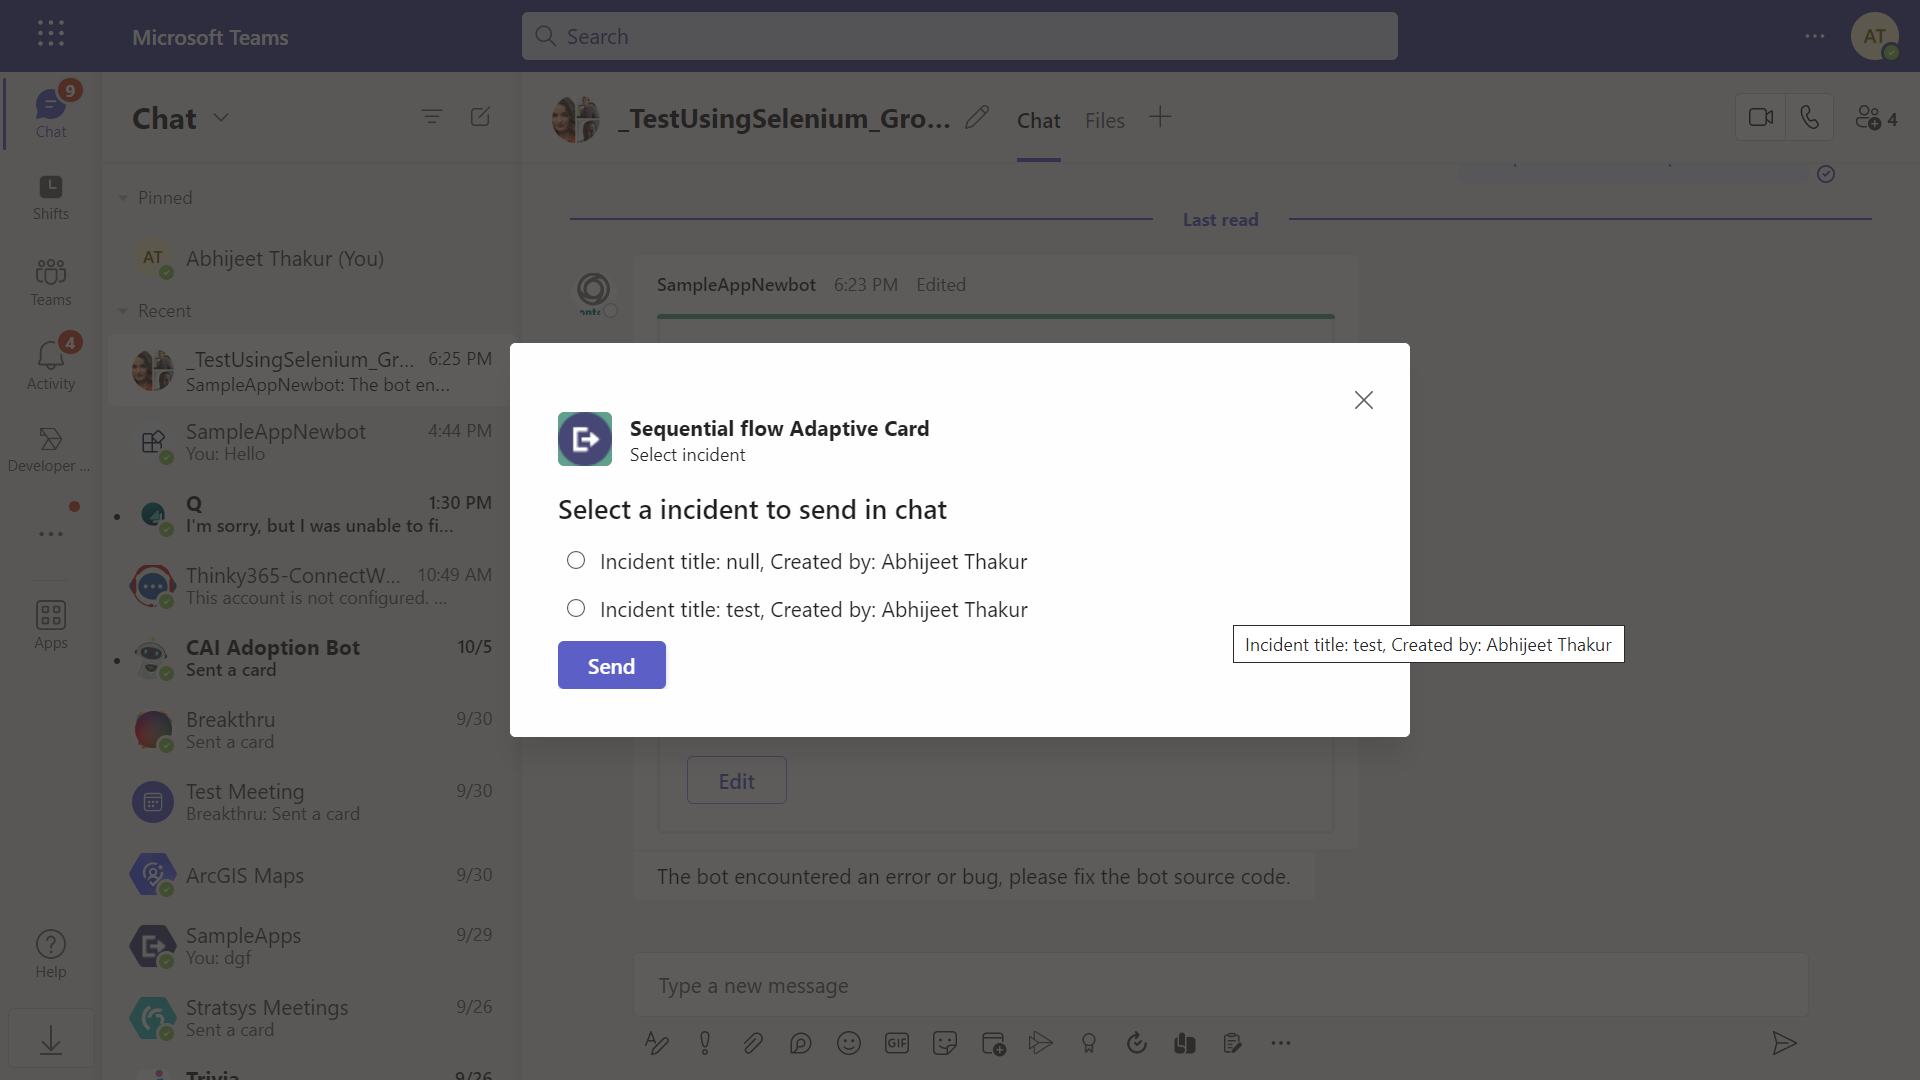 Microsoft Teams
Search
AT
9
Chat
Shifts
Teams
4
Activity
Developer ...
Apps
Help
Chat
Pinned
AT
Abhijeet Thakur (You)
Recent
_TestUsingSelenium_Gr... 6:25 PM
SampleAppNewbot: The bot en...
SampleAppNewbot 4:44 PM
You: Hello
Q 1:30 PM
I'm sorry, but I was unable to fi...
Thinky365-ConnectW... 10:49 AM
This account is not configured. ...
CAI Adoption Bot 10/5
Sent a card
Breakthru 9/30
Sent a card
Test Meeting 9/30
Breakthru: Sent a card
ArcGIS Maps 9/30
SampleApps 9/29
You: dgf
Stratsys Meetings 9/26
Sent a card
Trivia 9/26
_TestUsingSelenium_Gro...
Chat
Files
4
Last read
SampleAppNewbot 6:23 PM Edited
Sequential flow Adaptive Card
Select incident
Select a incident to send in chat
Incident title: null, Created by: Abhijeet Thakur
Incident title: test, Created by: Abhijeet Thakur
Incident title: test, Created by: Abhijeet Thakur
Send
Edit
The bot encountered an error or bug, please fix the bot source code.
Type a new message
GIF